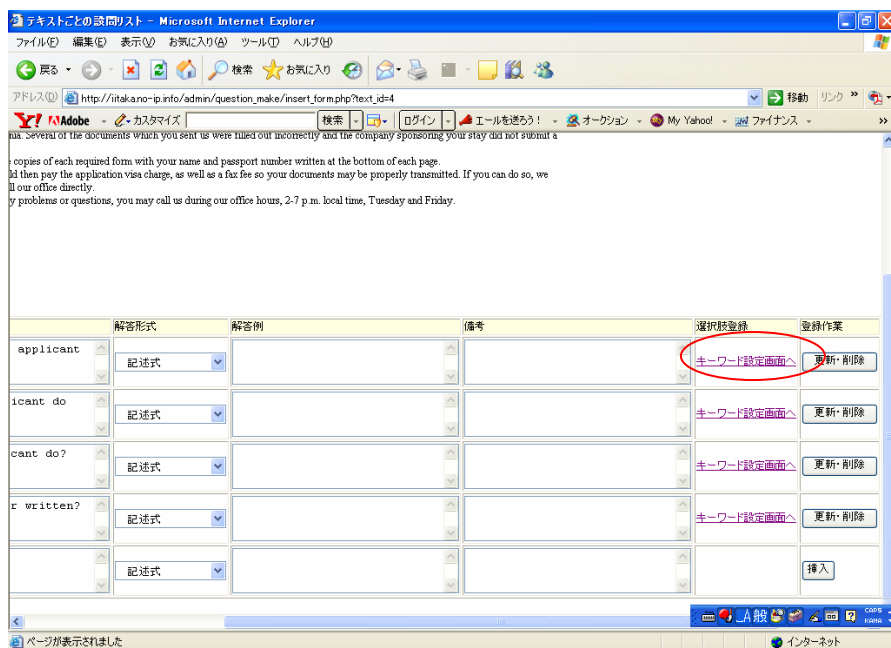 テキストごとの設問リスト - Microsoft Internet Explorer
ファイル(F) 編集(E) 表示(V) お気に入り(A) ツール(T) ヘルプ(H)
戻る 検索 お気に入り
アドレス(D) http://iitaka.no-ip.info/admin/question_make/insert_form.php?text_id=4 移動 リンク »
Y! Adobe カスタマイズ 検索 ログイン エールを送ろう! オークション My Yahoo! ファイナンス »
nia. Several of the documents which you sent us were filled out incorrectly and the company sponsoring your stay did not submit a
copies of each required form with your name and passport number written at the bottom of each page.
ld then pay the application visa charge, as well as a fax fee so your documents may be properly transmitted. If you can do so, we
ll our office directly.
y problems or questions, you may call us during our office hours, 2-7 p.m. local time, Tuesday and Friday.
解答形式 解答例 備考 選択肢登録 登録作業
applicant 記述式 キーワード設定画面へ 更新・削除
icant do 記述式 キーワード設定画面へ 更新・削除
cant do? 記述式 キーワード設定画面へ 更新・削除
r written? 記述式 キーワード設定画面へ 更新・削除
記述式 挿入
A 般 CAPS
KANA
ページが表示されました インターネット